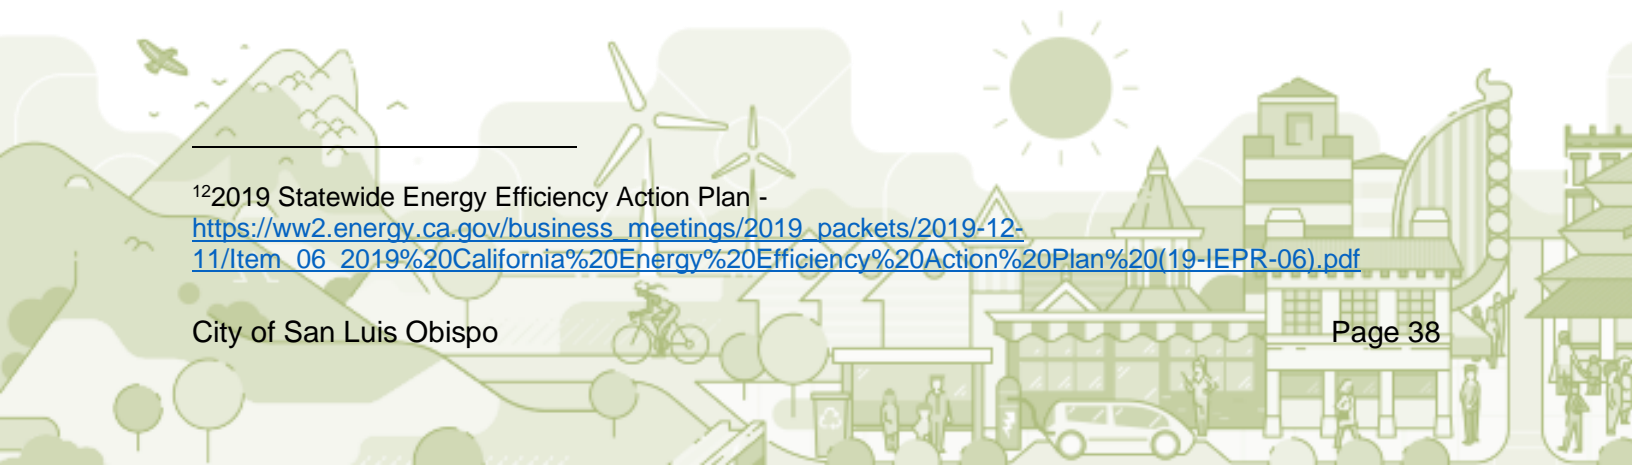 ¹²2019 Statewide Energy Efficiency Action Plan -
https://ww2.energy.ca.gov/business_meetings/2019_packets/2019-12-
11/Item_06_2019%20California%20Energy%20Efficiency%20Action%20Plan%20(19-IEPR-06).pdf
City of San Luis Obispo
Page 38